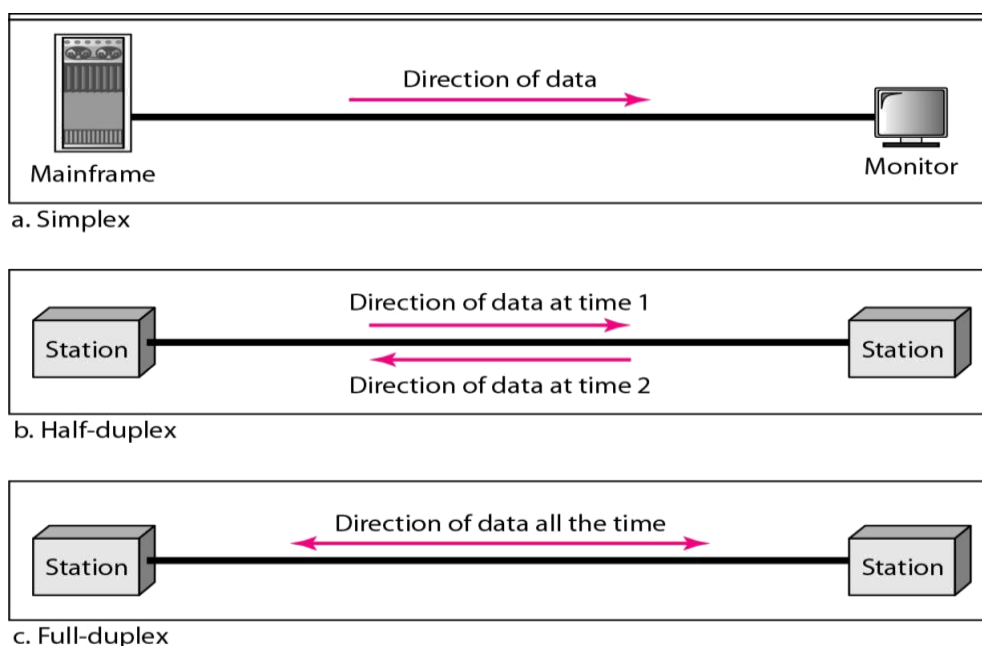 Direction of data
Mainframe
Monitor
a. Simplex
Direction of data at time 1
Station
Station
Direction of data at time 2
b. Half-duplex
Direction of data all the time
Station
Station
c. Full-duplex